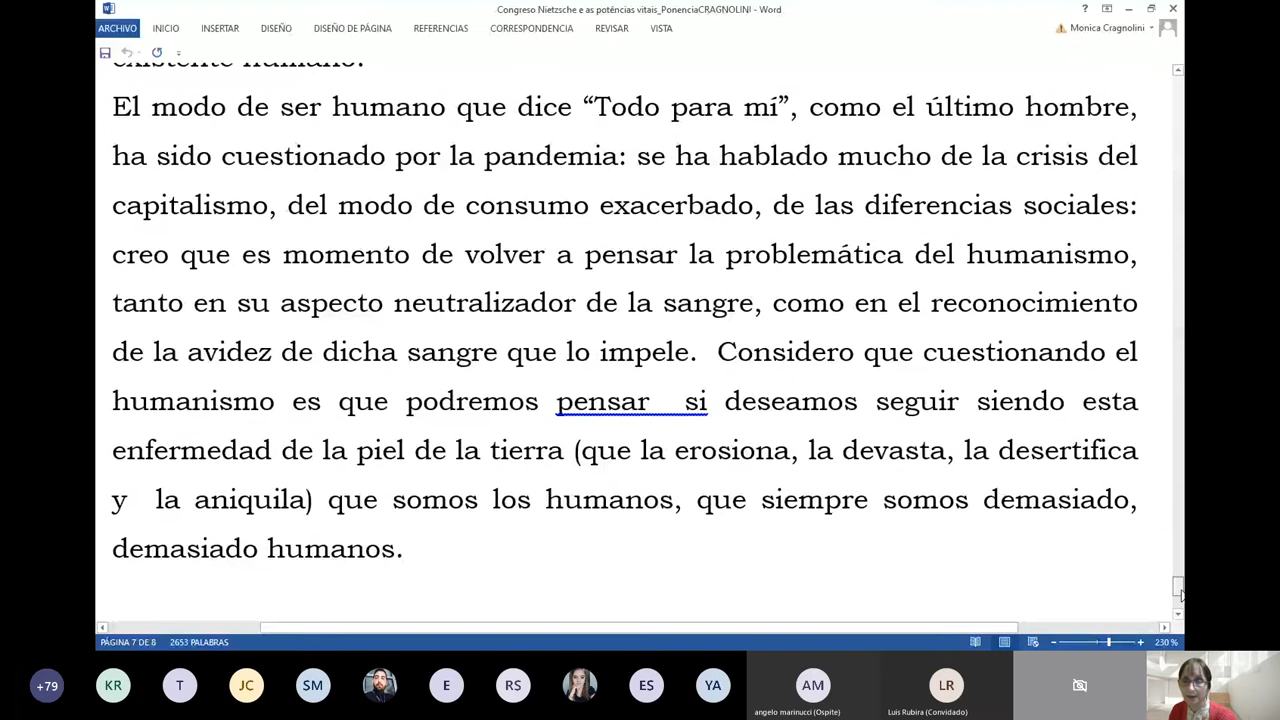 Congreso Nietzsche e as potências vitais_PonenciaCRAGNOLINI - Word
ARCHIVO INICIO INSERTAR DISEÑO DISEÑO DE PÁGINA REFERENCIAS CORRESPONDENCIA REVISAR VISTA Monica Cragnolini
existente humano.
El modo de ser humano que dice “Todo para mí”, como el último hombre,
ha sido cuestionado por la pandemia: se ha hablado mucho de la crisis del
capitalismo, del modo de consumo exacerbado, de las diferencias sociales:
creo que es momento de volver a pensar la problemática del humanismo,
tanto en su aspecto neutralizador de la sangre, como en el reconocimiento
de la avidez de dicha sangre que lo impele.  Considero que cuestionando el
humanismo es que podremos pensar  si deseamos seguir siendo esta
enfermedad de la piel de la tierra (que la erosiona, la devasta, la desertifica
y  la aniquila) que somos los humanos, que siempre somos demasiado,
demasiado humanos.
PÁGINA 7 DE 8 2653 PALABRAS 230 %
+79 KR T JC SM E RS ES YA AM LR
angelo marinucci (Ospite) Luis Rubira (Convidado)